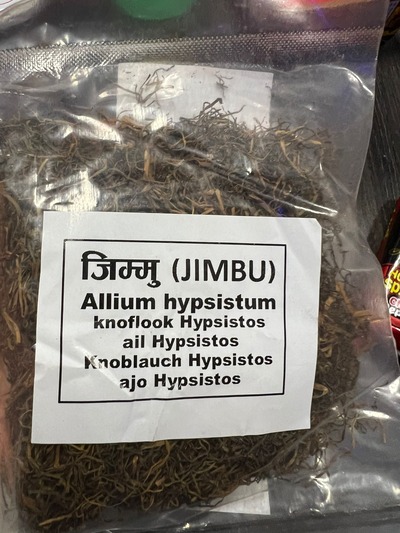 जिम्मु (JIMBU)
Allium hypsistum
knoflook Hypsistos
ail Hypsistos
Knoblauch Hypsistos
ajo Hypsistos